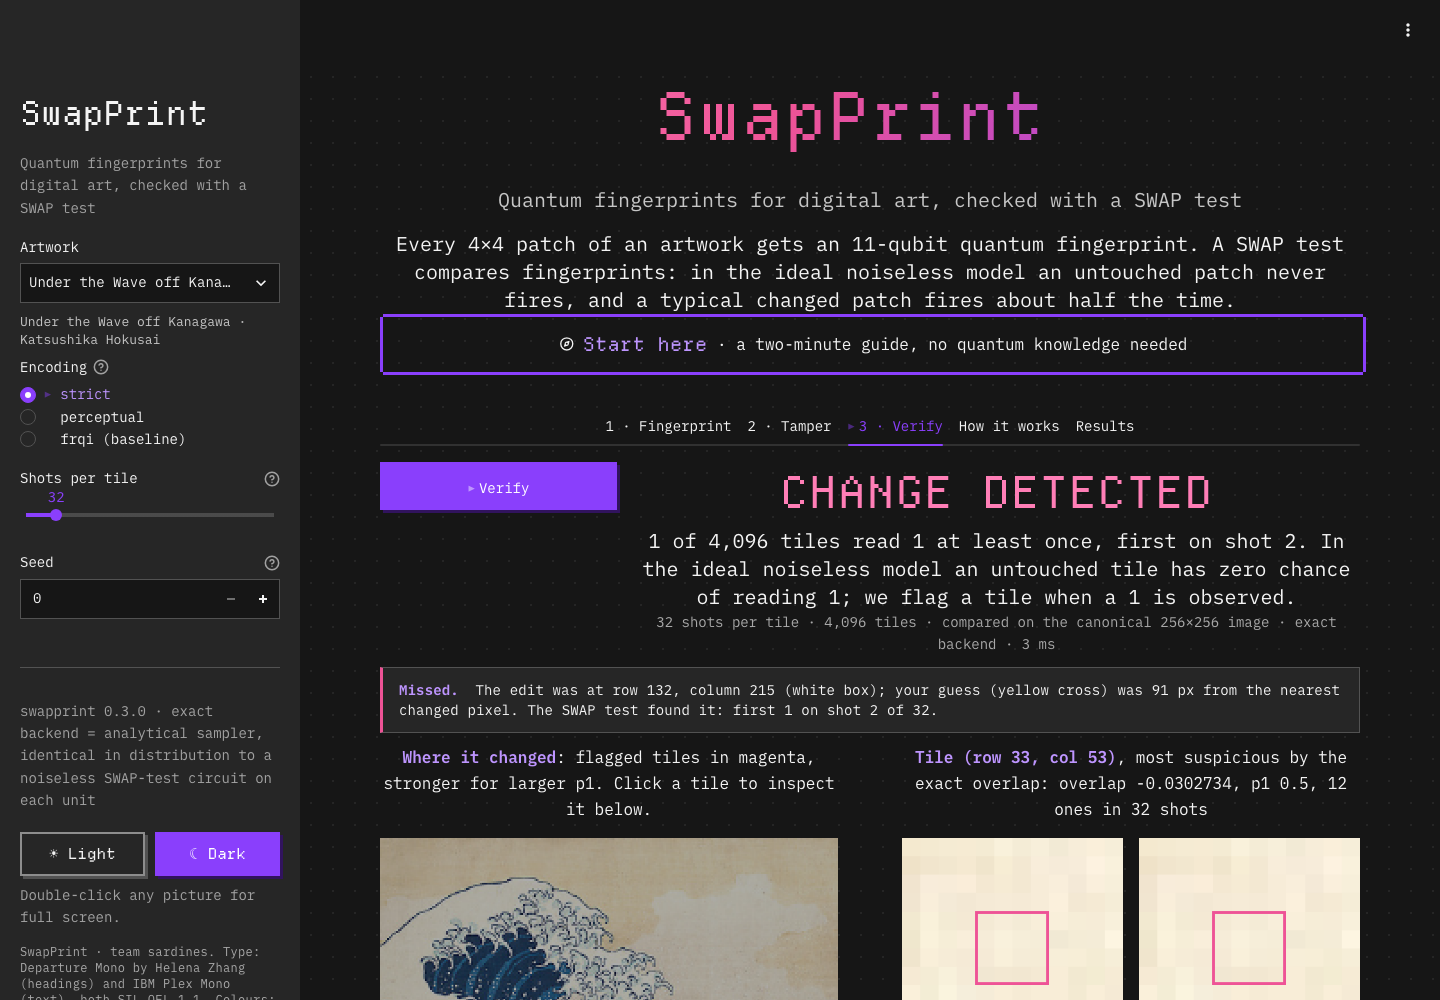 SwapPrint
Quantum fingerprints for
digital art, checked with a
SWAP test
Artwork
Under the Wave off Kana…
Under the Wave off Kanagawa ·
Katsushika Hokusai
Encoding
strict
perceptual
frqi (baseline)
Shots per tile
32
Seed
0
swapprint 0.3.0 · exact
backend = analytical sampler,
identical in distribution to a
noiseless SWAP-test circuit on
each unit
☀ Light
☾ Dark
Double-click any picture for
full screen.
SwapPrint · team sardines. Type:
Departure Mono by Helena Zhang
(headings) and IBM Plex Mono
(text), both SIL OFL 1.1. Colours:
SwapPrint
Quantum fingerprints for digital art, checked with a SWAP test
Every 4×4 patch of an artwork gets an 11-qubit quantum fingerprint. A SWAP test
compares fingerprints: in the ideal noiseless model an untouched patch never
fires, and a typical changed patch fires about half the time.
Start here · a two-minute guide, no quantum knowledge needed
1 · Fingerprint 2 · Tamper ▸ 3 · Verify How it works Results
▸ Verify
CHANGE DETECTED
1 of 4,096 tiles read 1 at least once, first on shot 2. In
the ideal noiseless model an untouched tile has zero chance
of reading 1; we flag a tile when a 1 is observed.
32 shots per tile · 4,096 tiles · compared on the canonical 256×256 image · exact
backend · 3 ms
Missed. The edit was at row 132, column 215 (white box); your guess (yellow cross) was 91 px from the nearest
changed pixel. The SWAP test found it: first 1 on shot 2 of 32.
Where it changed: flagged tiles in magenta,
stronger for larger p1. Click a tile to inspect
it below.
Tile (row 33, col 53), most suspicious by the
exact overlap: overlap -0.0302734, p1 0.5, 12
ones in 32 shots